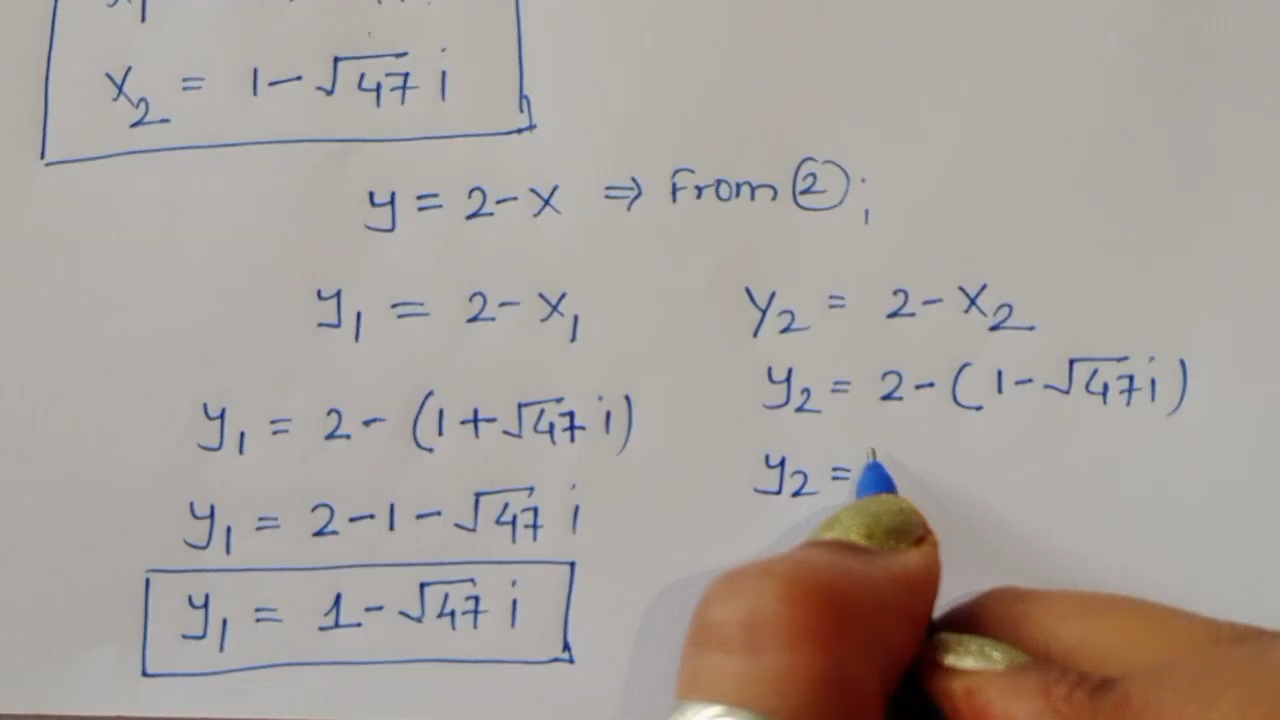 x₂ = 1-√47 i
y = 2-x ⇒ From ②;
y₁ = 2-x₁
y₁ = 2-(1+√47 i)
y₁ = 2-1-√47 i
y₁ = 1-√47 i
y₂ = 2-x₂
y₂ = 2-(1-√47 i)
y₂ =